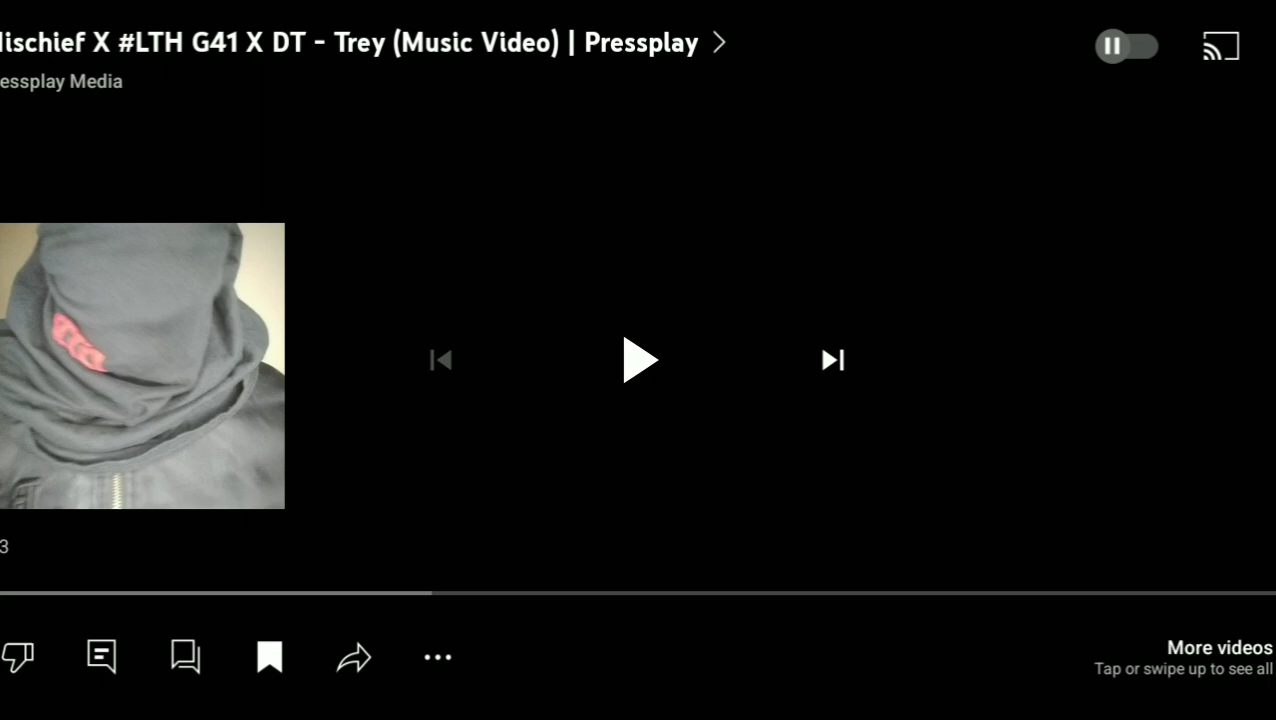 ischief X #LTH G41 X DT - Trey (Music Video) | Pressplay
essplay Media
3
More videos
Tap or swipe up to see all